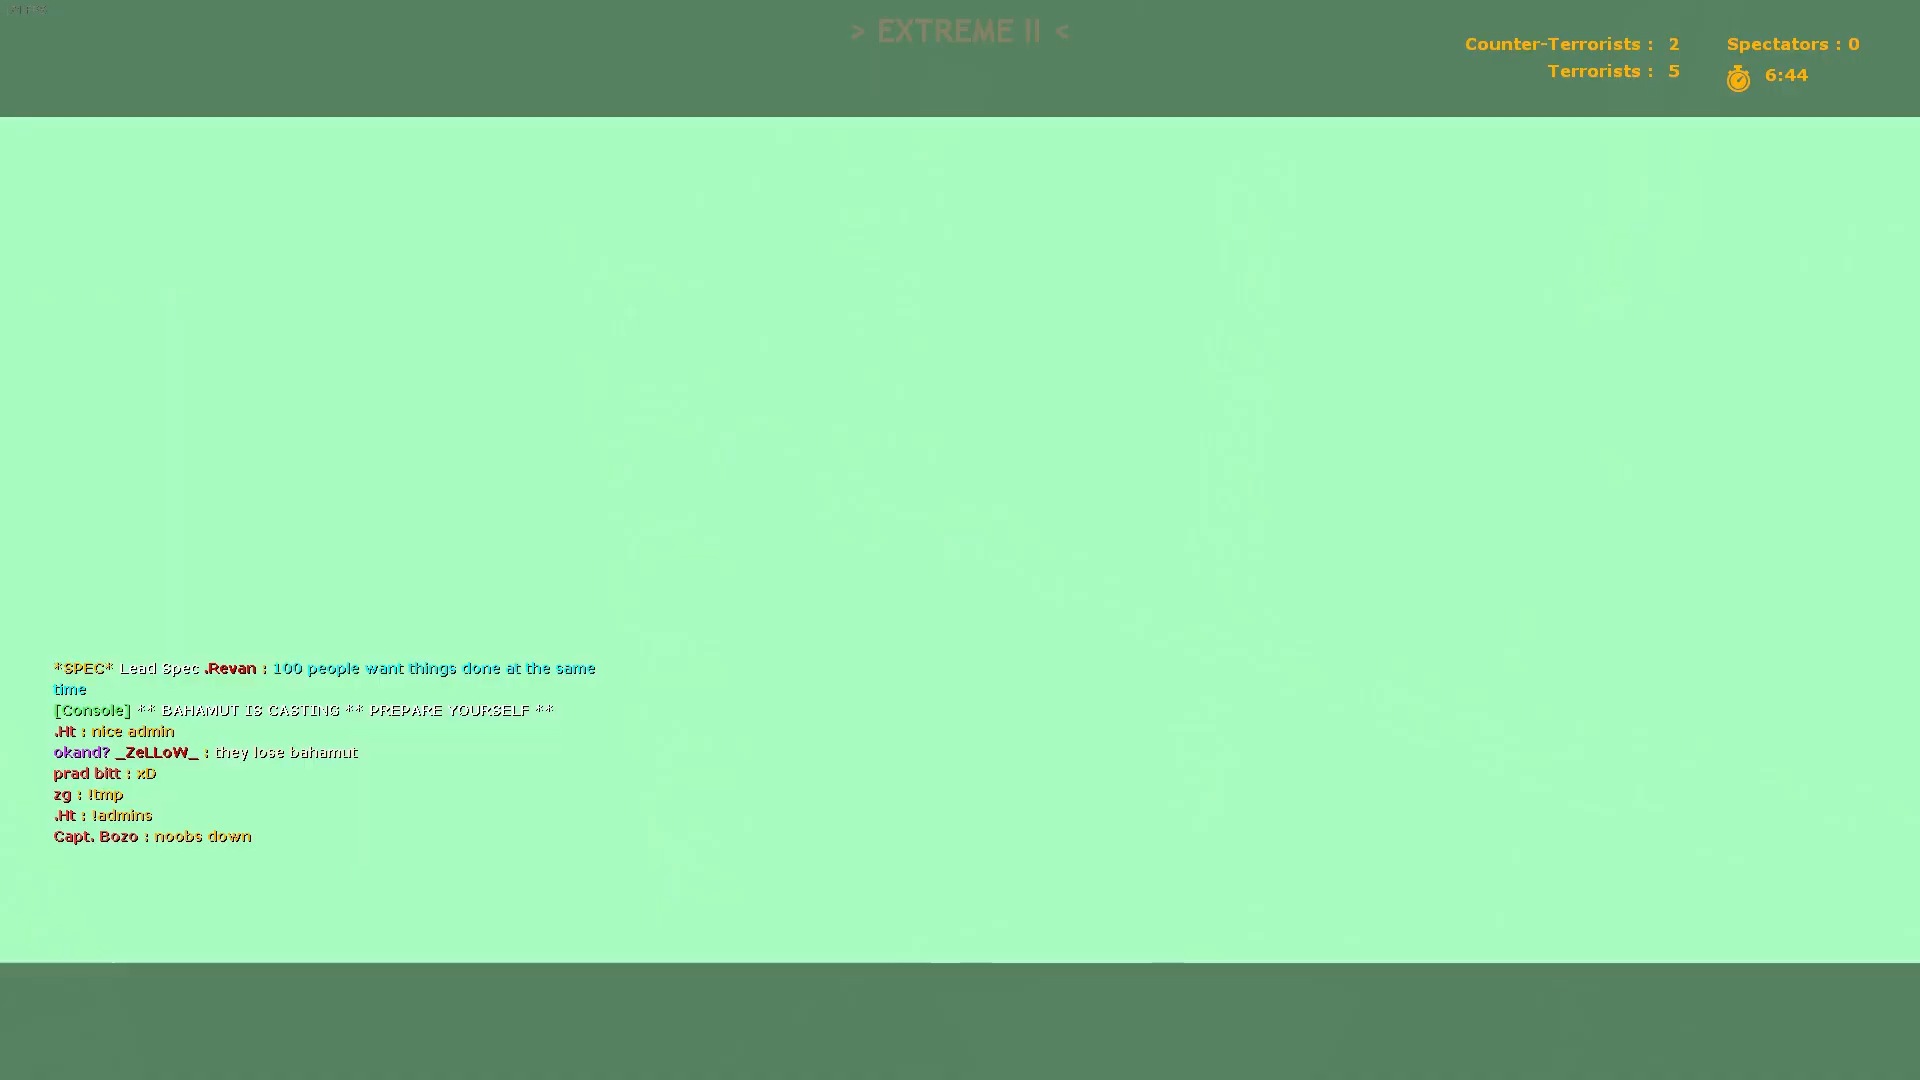 > EXTREME II <
Counter-Terrorists : 2
Spectators : 0
Terrorists : 5
6:44
*SPEC* Lead Spec .Revan : 100 people want things done at the same
time
[Console] ** BAHAMUT IS CASTING ** PREPARE YOURSELF **
.Ht : nice admin
okand? _ZeLLoW_ : they lose bahamut
prad bitt : xD
zg : !tmp
.Ht : !admins
Capt. Bozo : noobs down